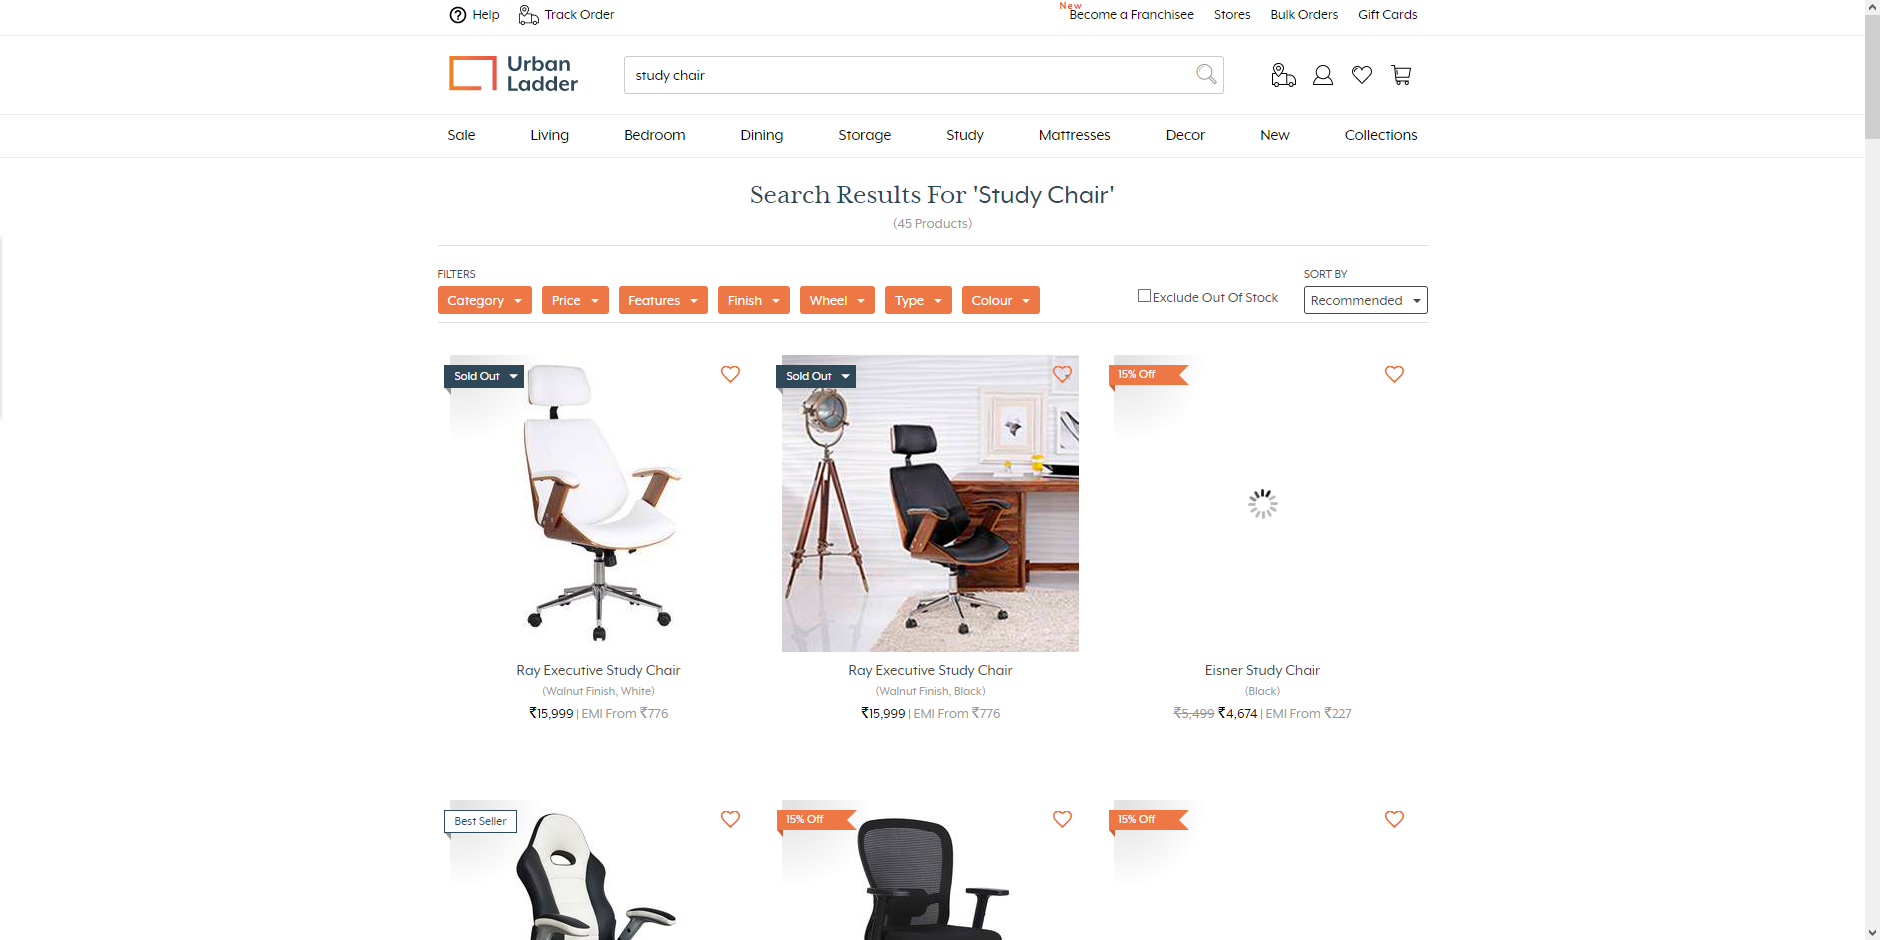 Help
Track Order
New
Become a Franchisee
Stores
Bulk Orders
Gift Cards
Urban
Ladder
study chair
Sale
Living
Bedroom
Dining
Storage
Study
Mattresses
Decor
New
Collections
Search Results For 'Study Chair'
(45 Products)
FILTERS
SORT BY
Category
Price
Features
Finish
Wheel
Type
Colour
Exclude Out Of Stock
Recommended
Sold Out
Sold Out
15% Off
Ray Executive Study Chair
(Walnut Finish, White)
₹15,999 | EMI From ₹776
Ray Executive Study Chair
(Walnut Finish, Black)
₹15,999 | EMI From ₹776
Eisner Study Chair
(Black)
₹5,499 ₹4,674 | EMI From ₹227
Best Seller
15% Off
15% Off